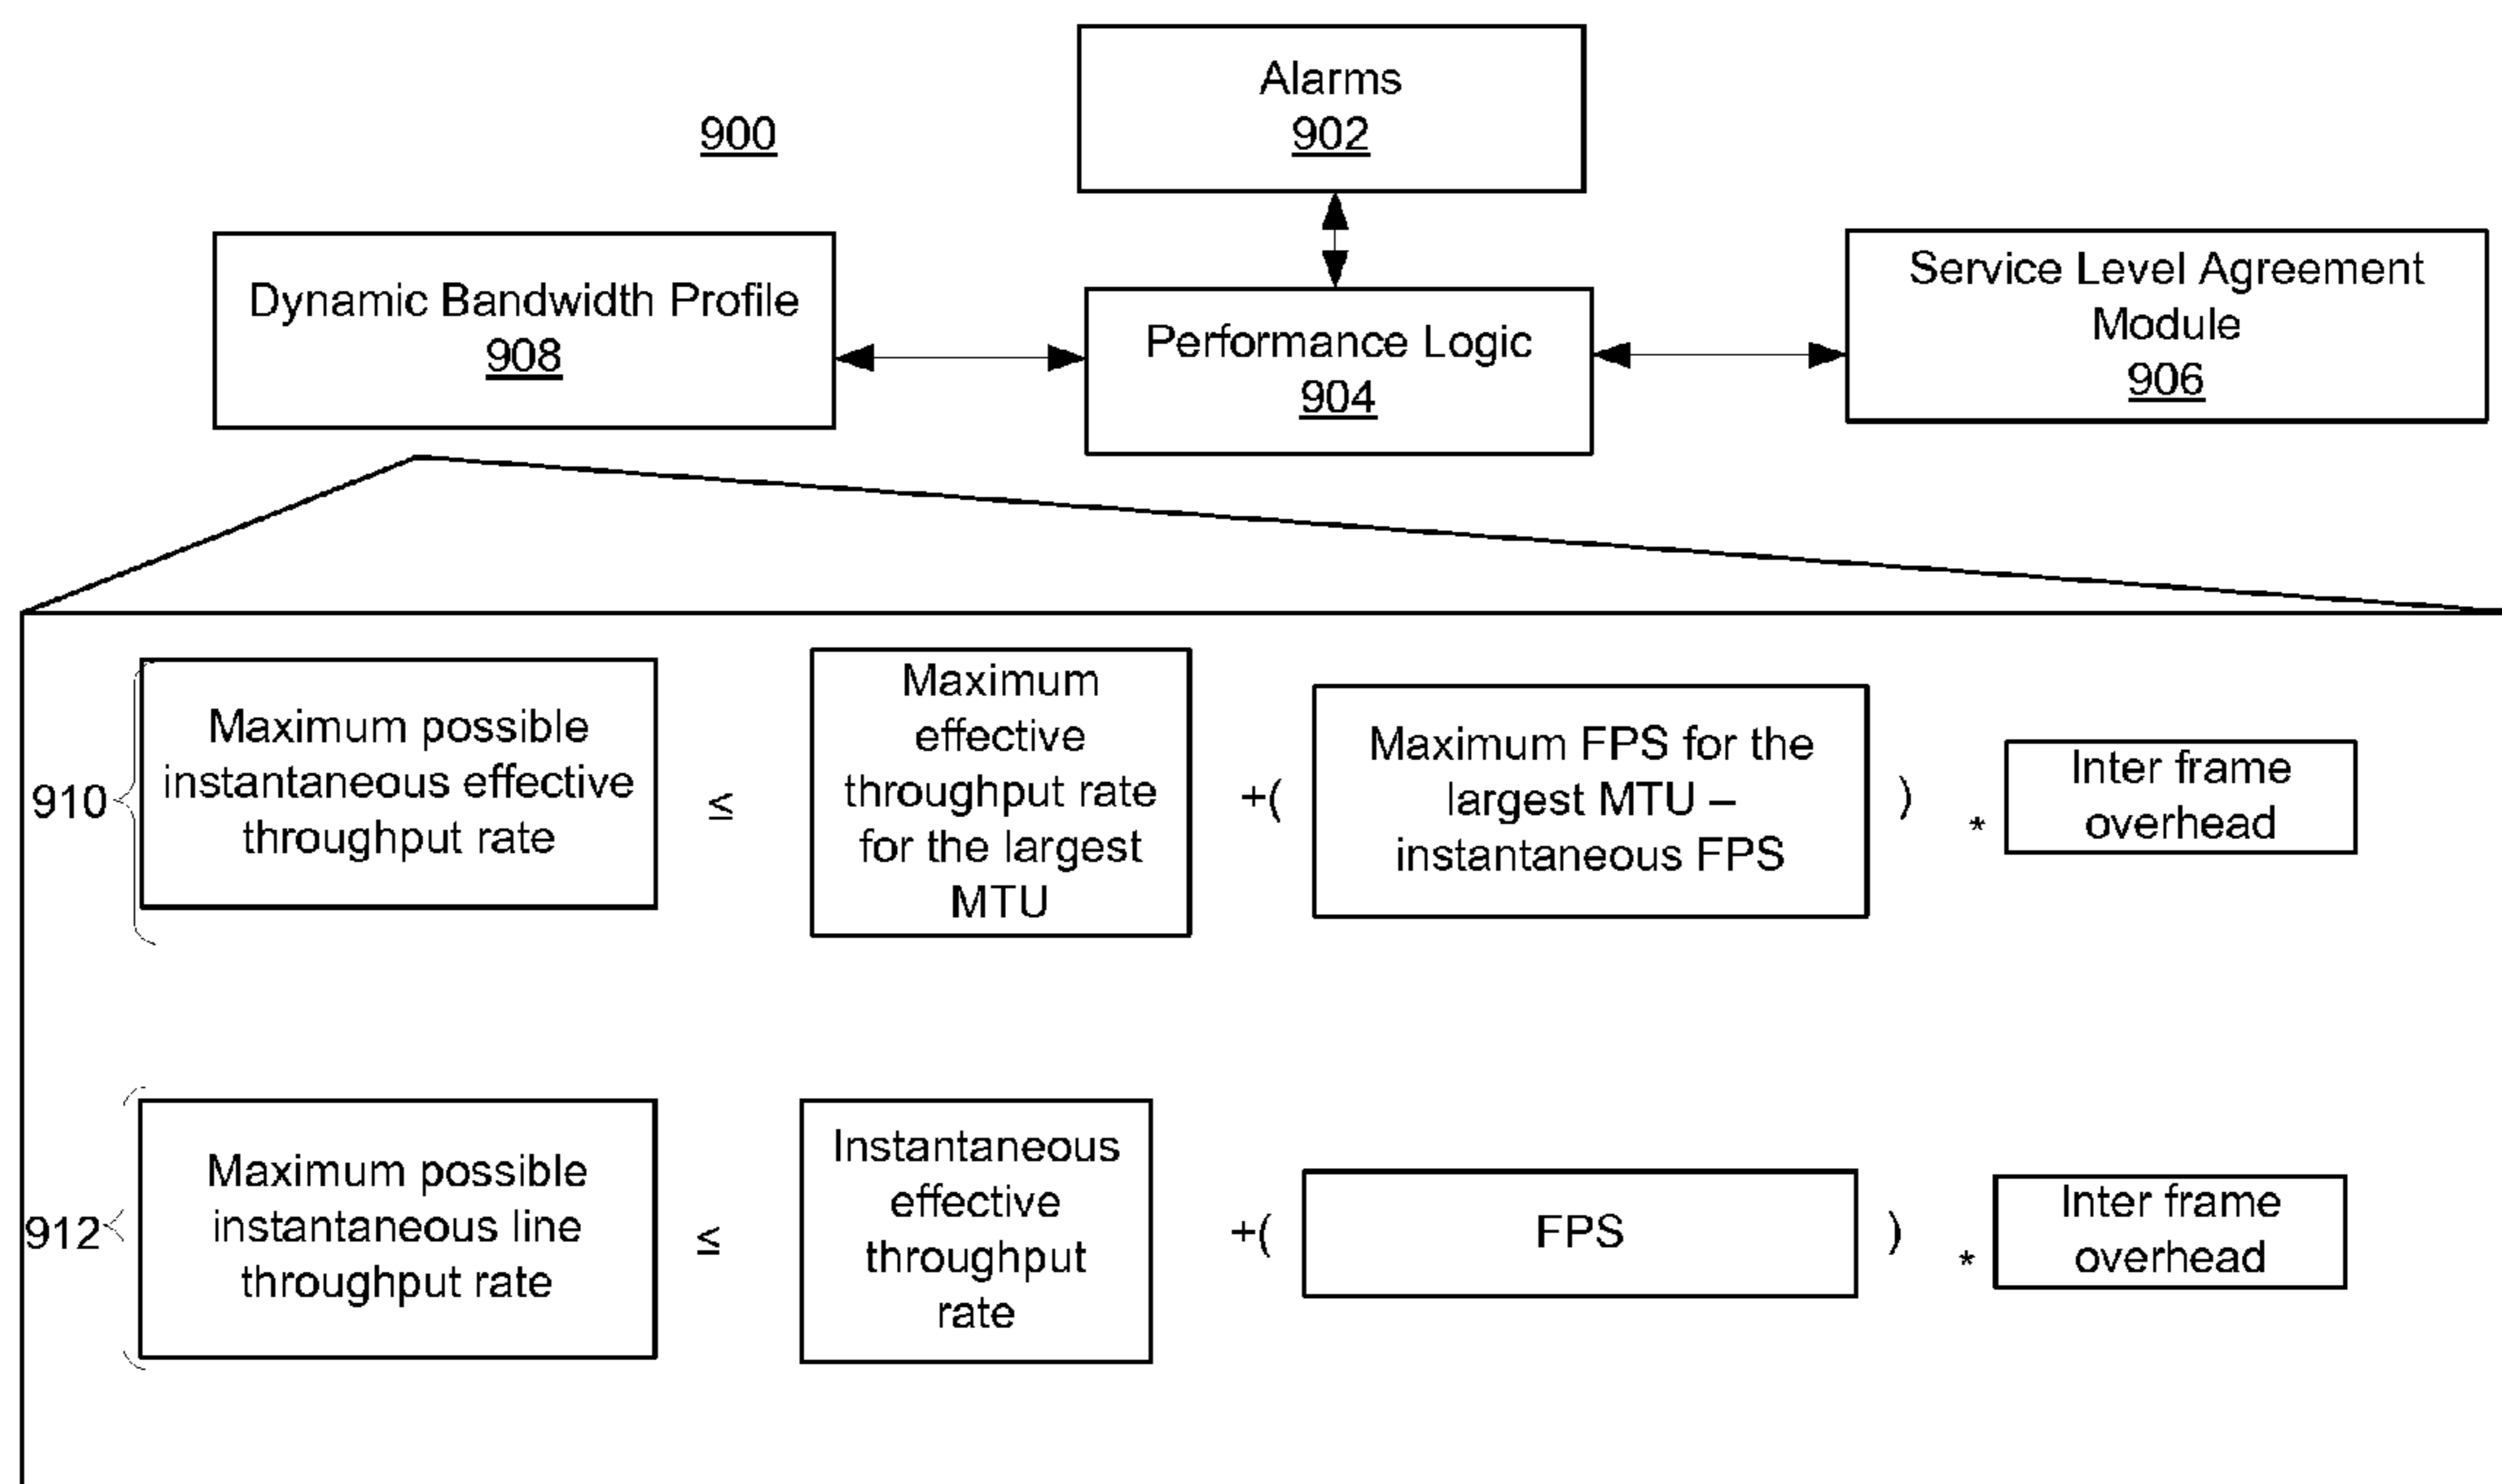 Alarms
902
900
Dynamic Bandwidth Profile
908
Performance Logic
904
Service Level Agreement
Module
906
910
Maximum possible
instantaneous effective
throughput rate
≤
Maximum
effective
throughput rate
for the largest
MTU
+(
Maximum FPS for the
largest MTU –
instantaneous FPS
)
*
Inter frame
overhead
912
Maximum possible
instantaneous line
throughput rate
≤
Instantaneous
effective
throughput
rate
+(
FPS
)
*
Inter frame
overhead